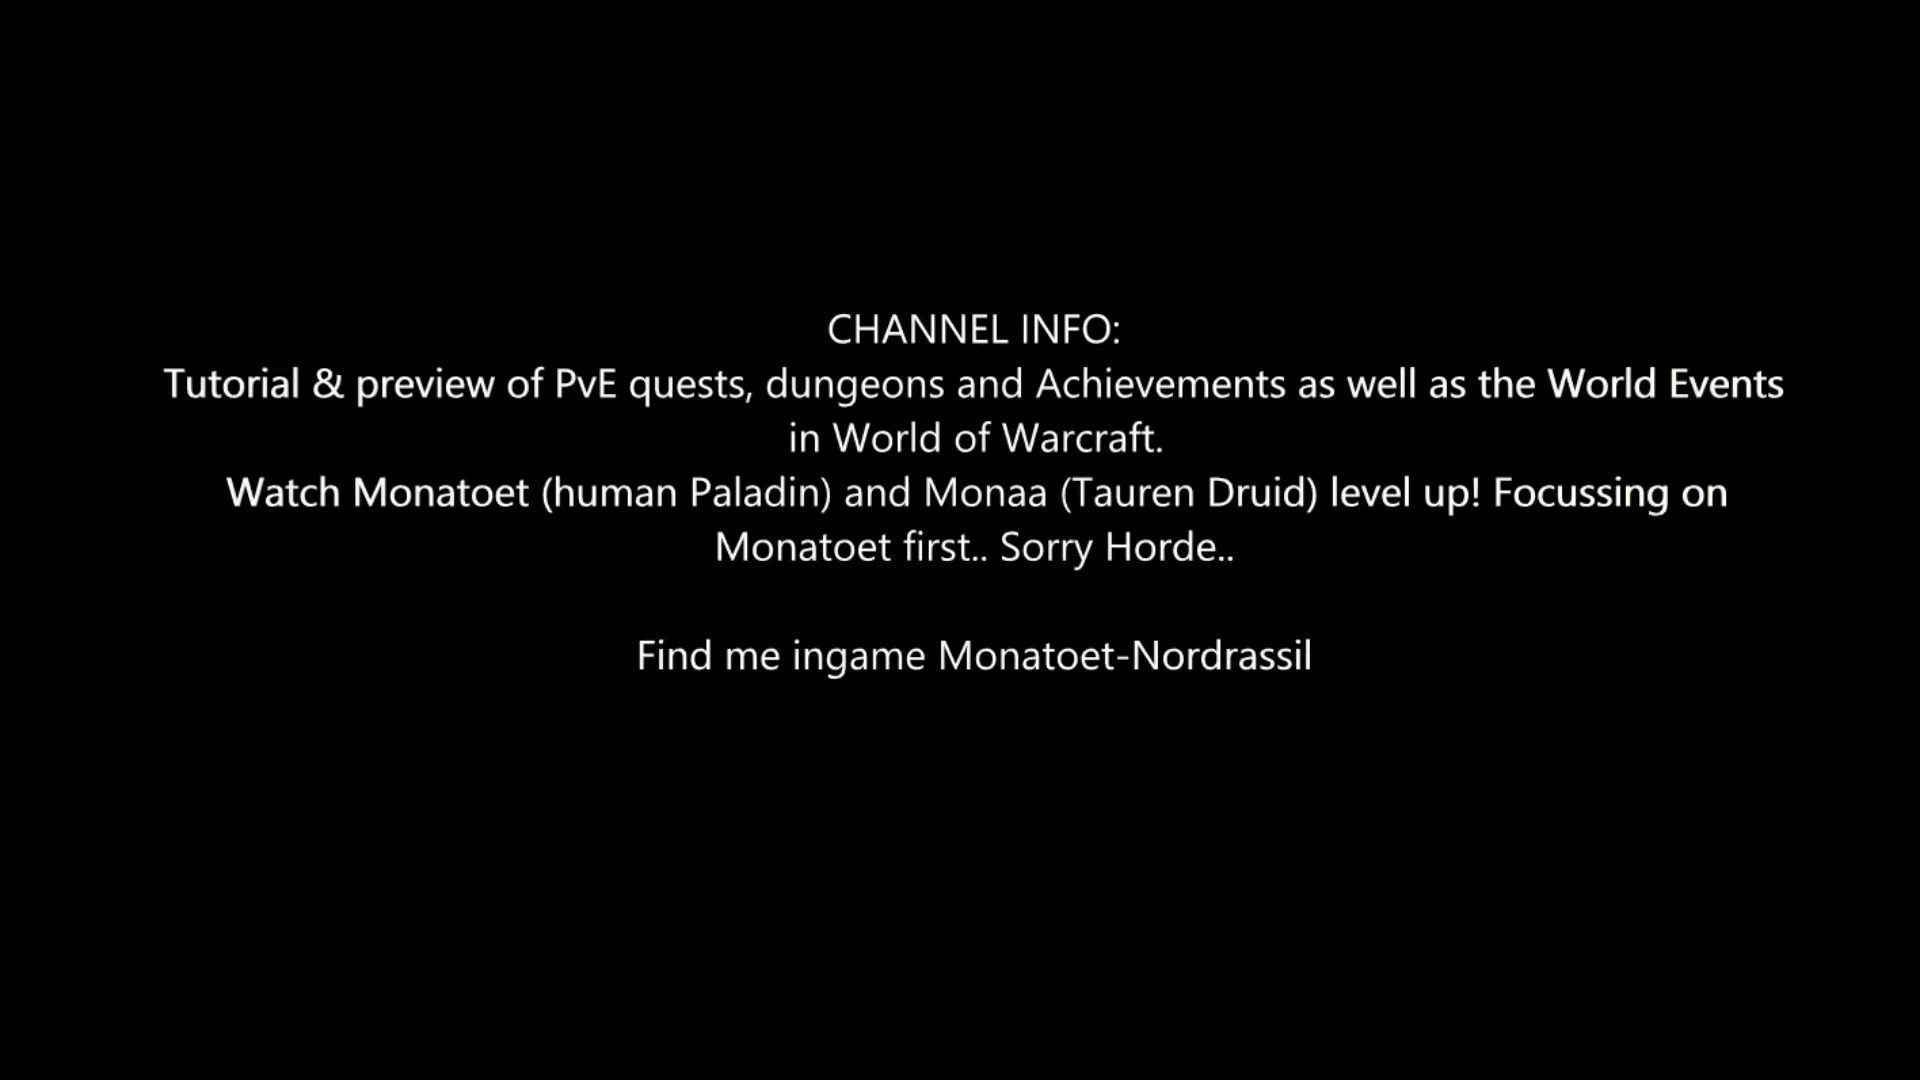 CHANNEL INFO:
Tutorial & preview of PvE quests, dungeons and Achievements as well as the World Events
in World of Warcraft.
Watch Monatoet (human Paladin) and Monaa (Tauren Druid) level up! Focussing on
Monatoet first.. Sorry Horde..
Find me ingame Monatoet-Nordrassil